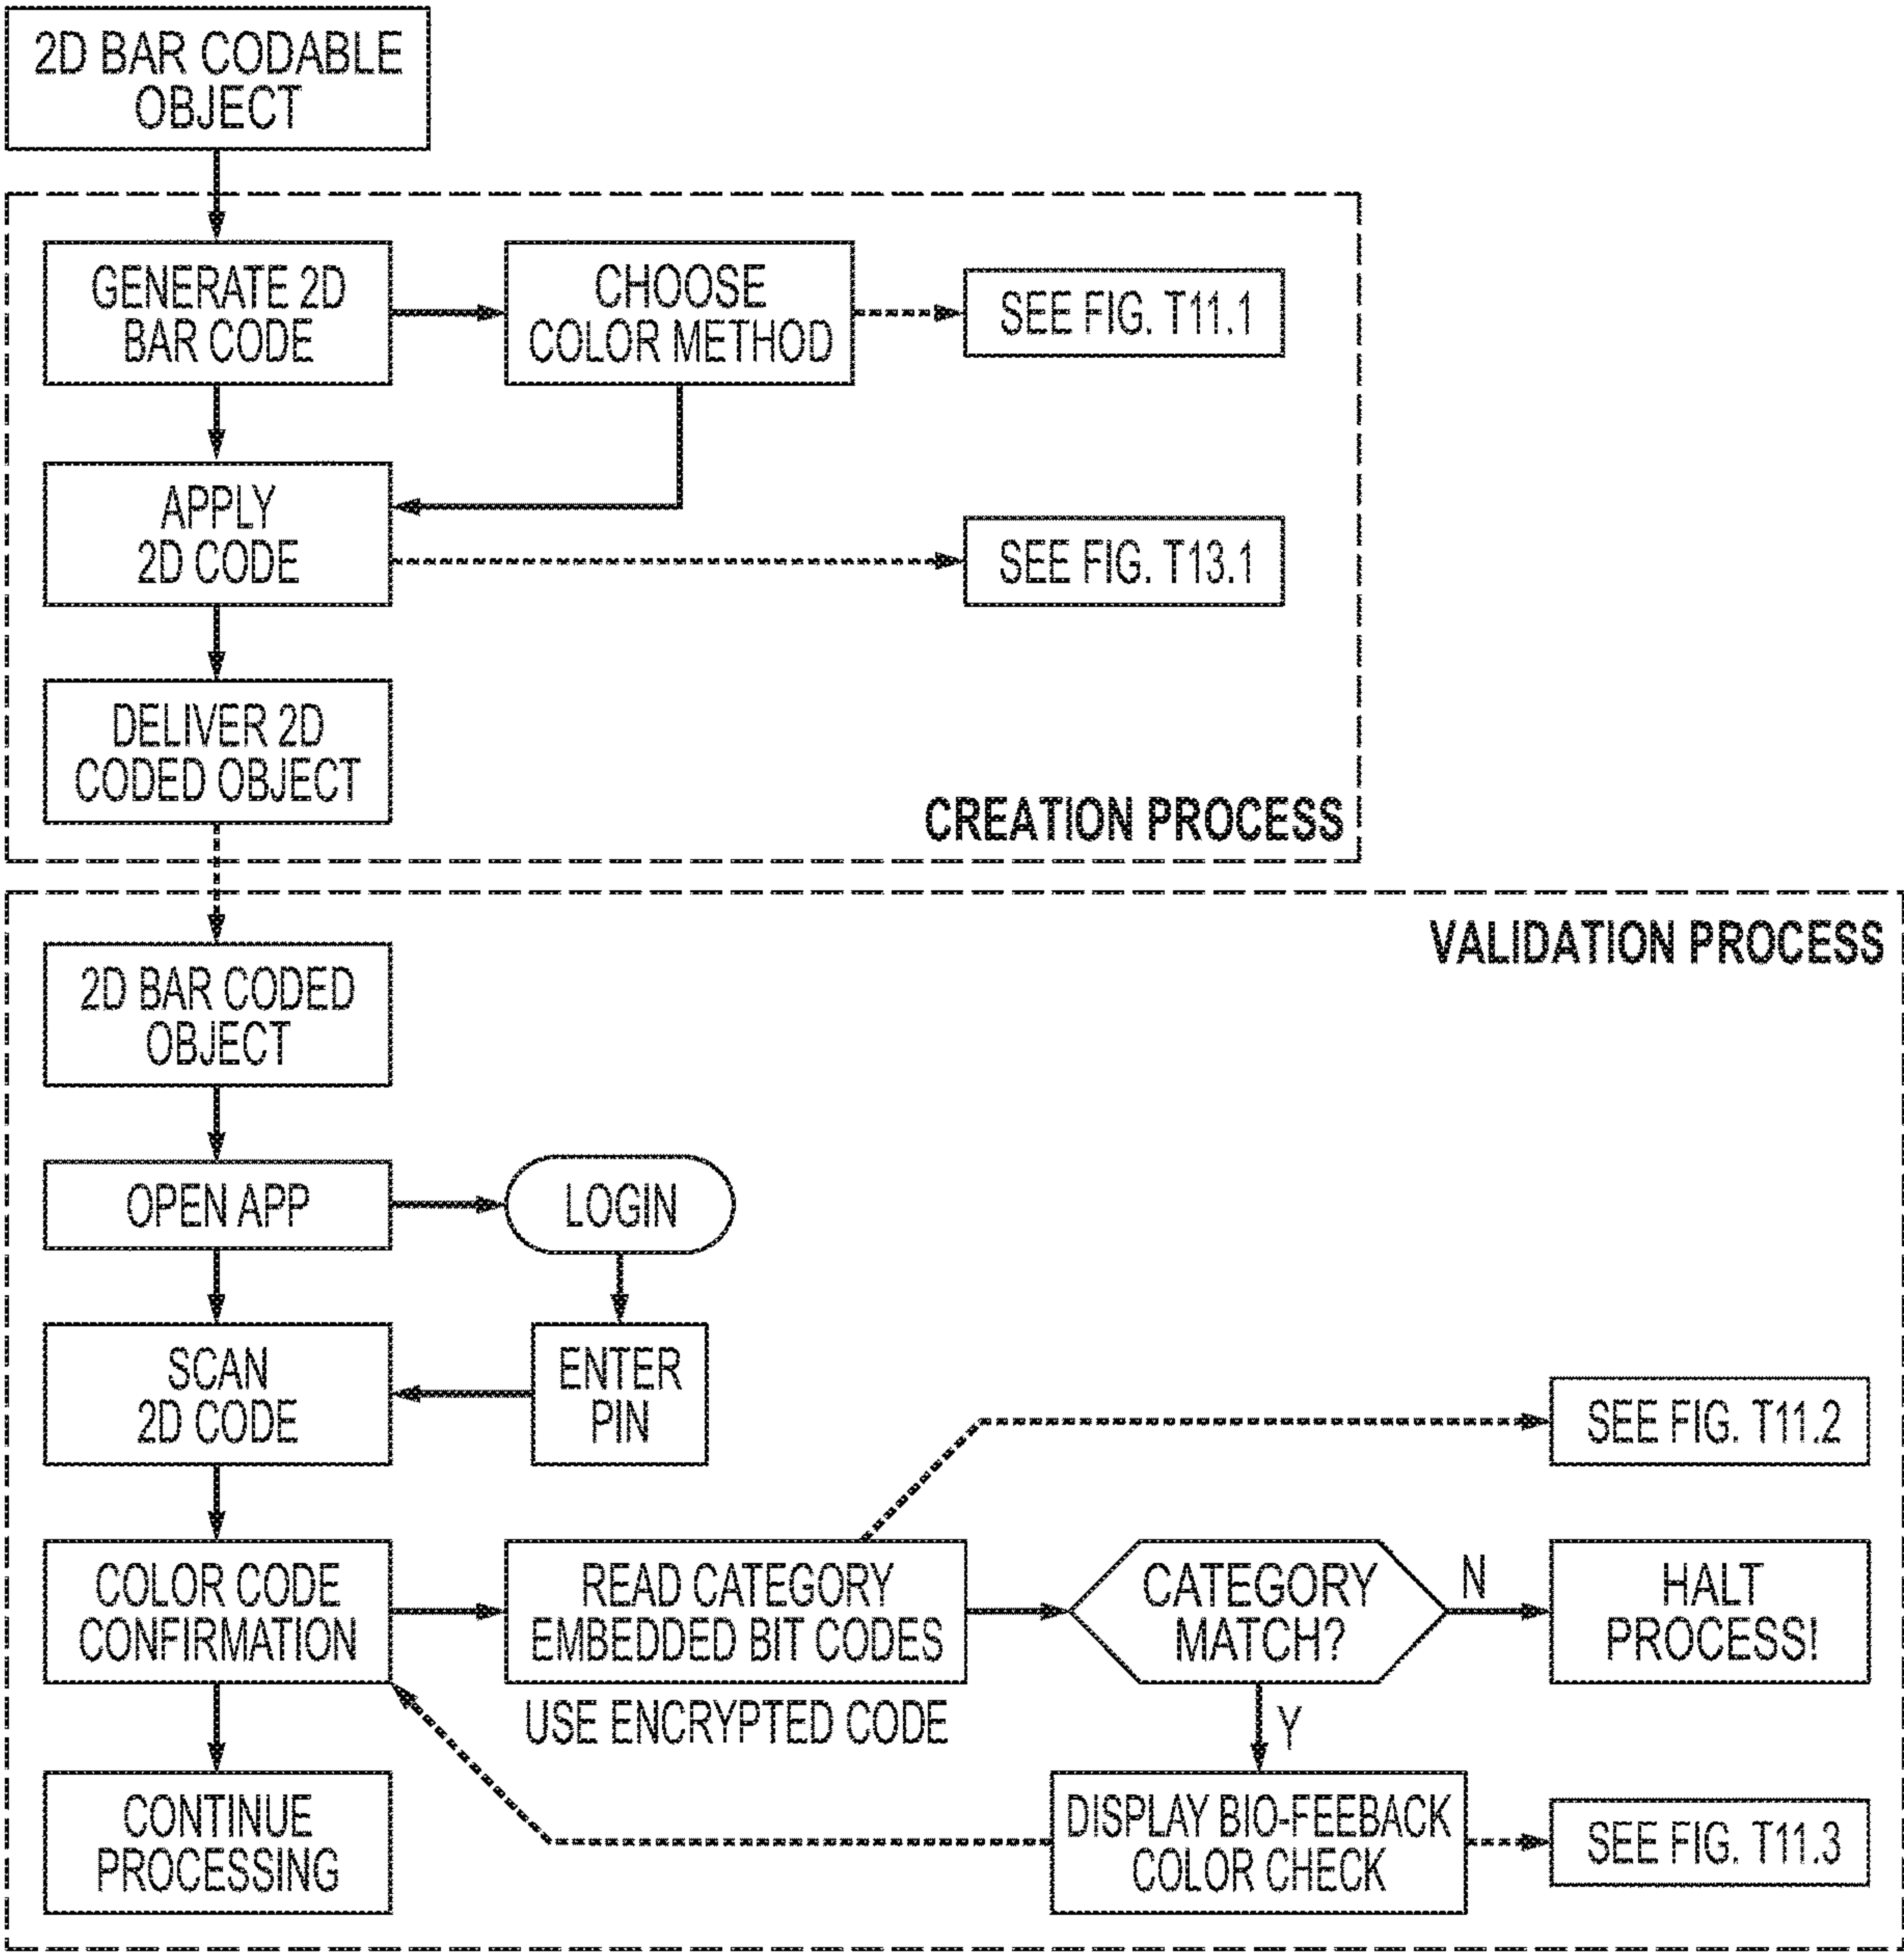 2D BAR CODABLE
OBJECT
GENERATE 2D
BAR CODE
CHOOSE
COLOR METHOD
SEE FIG. T11.1
APPLY
2D CODE
SEE FIG. T13.1
DELIVER 2D
CODED OBJECT
CREATION PROCESS
VALIDATION PROCESS
2D BAR CODED
OBJECT
OPEN APP
LOGIN
SCAN
2D CODE
ENTER
PIN
SEE FIG. T11.2
COLOR CODE
CONFIRMATION
READ CATEGORY
EMBEDDED BIT CODES
USE ENCRYPTED CODE
CATEGORY
MATCH?
N
HALT
PROCESS!
Y
CONTINUE
PROCESSING
DISPLAY BIO-FEEBACK
COLOR CHECK
SEE FIG. T11.3